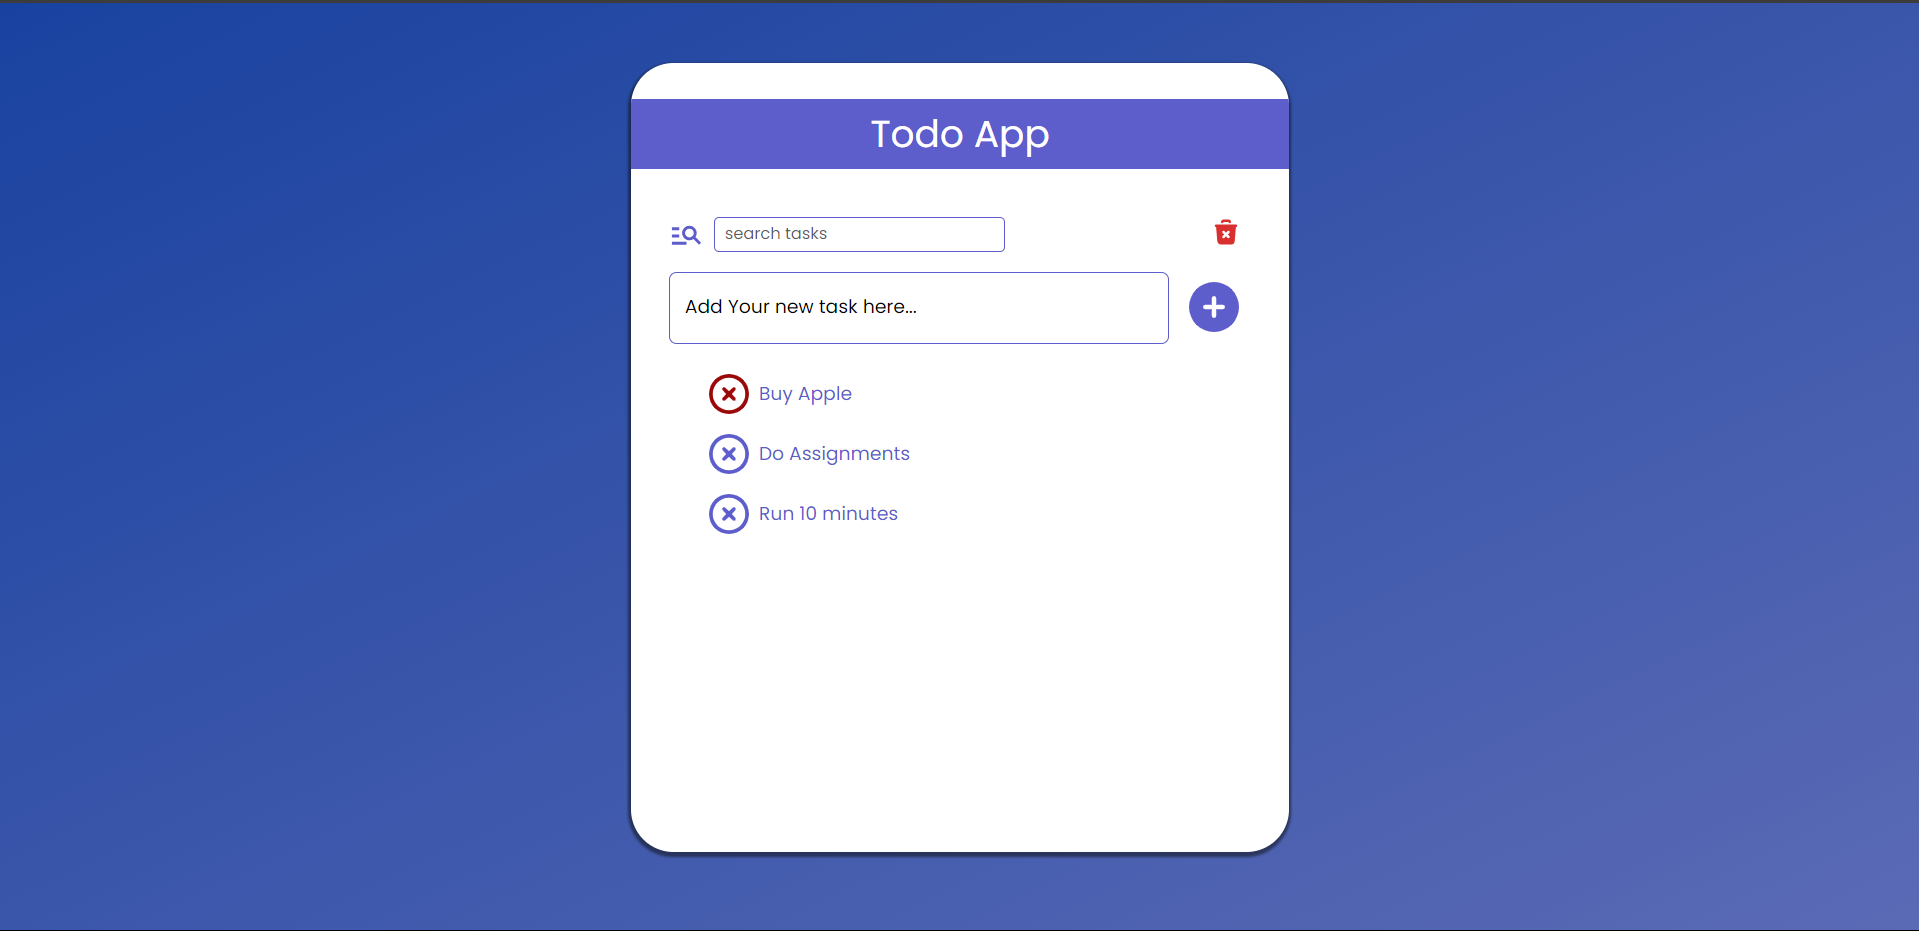 Todo App
search tasks
Add Your new task here...
Buy Apple
Do Assignments
Run 10 minutes